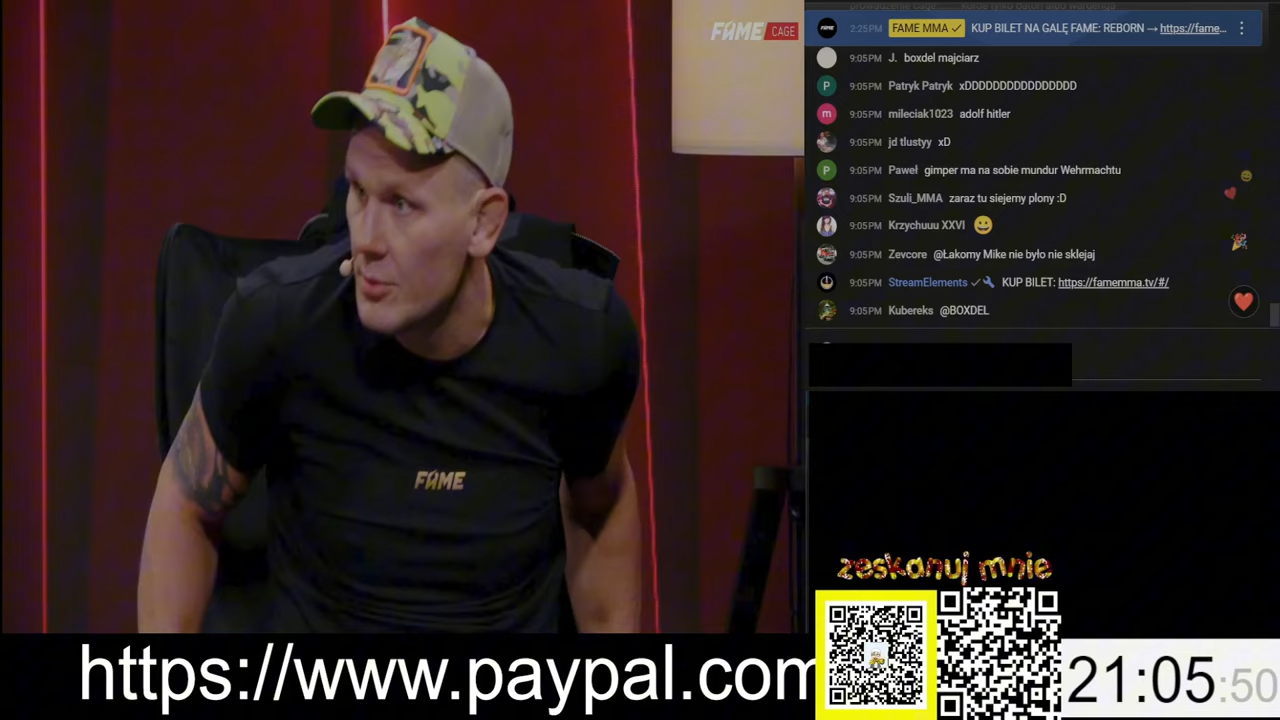 FAME CAGE
prowadzenie Cage
2:25PM FAME MMA KUP BILET NA GALĘ FAME: REBORN → https://fame...
9:05PM J. boxdel majciarz
9:05PM Patryk Patryk xDDDDDDDDDDDDDDDDD
9:05PM mileciak1023 adolf hitler
9:05PM jd tlustyy xD
9:05PM Paweł gimper ma na sobie mundur Wehrmachtu
9:05PM Szuli_MMA zaraz tu siejemy plony :D
9:05PM Krzychuuu XXVI 😀
9:05PM Zevcore @Łakomy Mike nie było nie sklejaj
9:05PM StreamElements KUP BILET: https://famemma.tv/#/
9:05PM Kubereks @BOXDEL
FAME
zeskanuj mnie
https://www.paypal.com
21:05:50